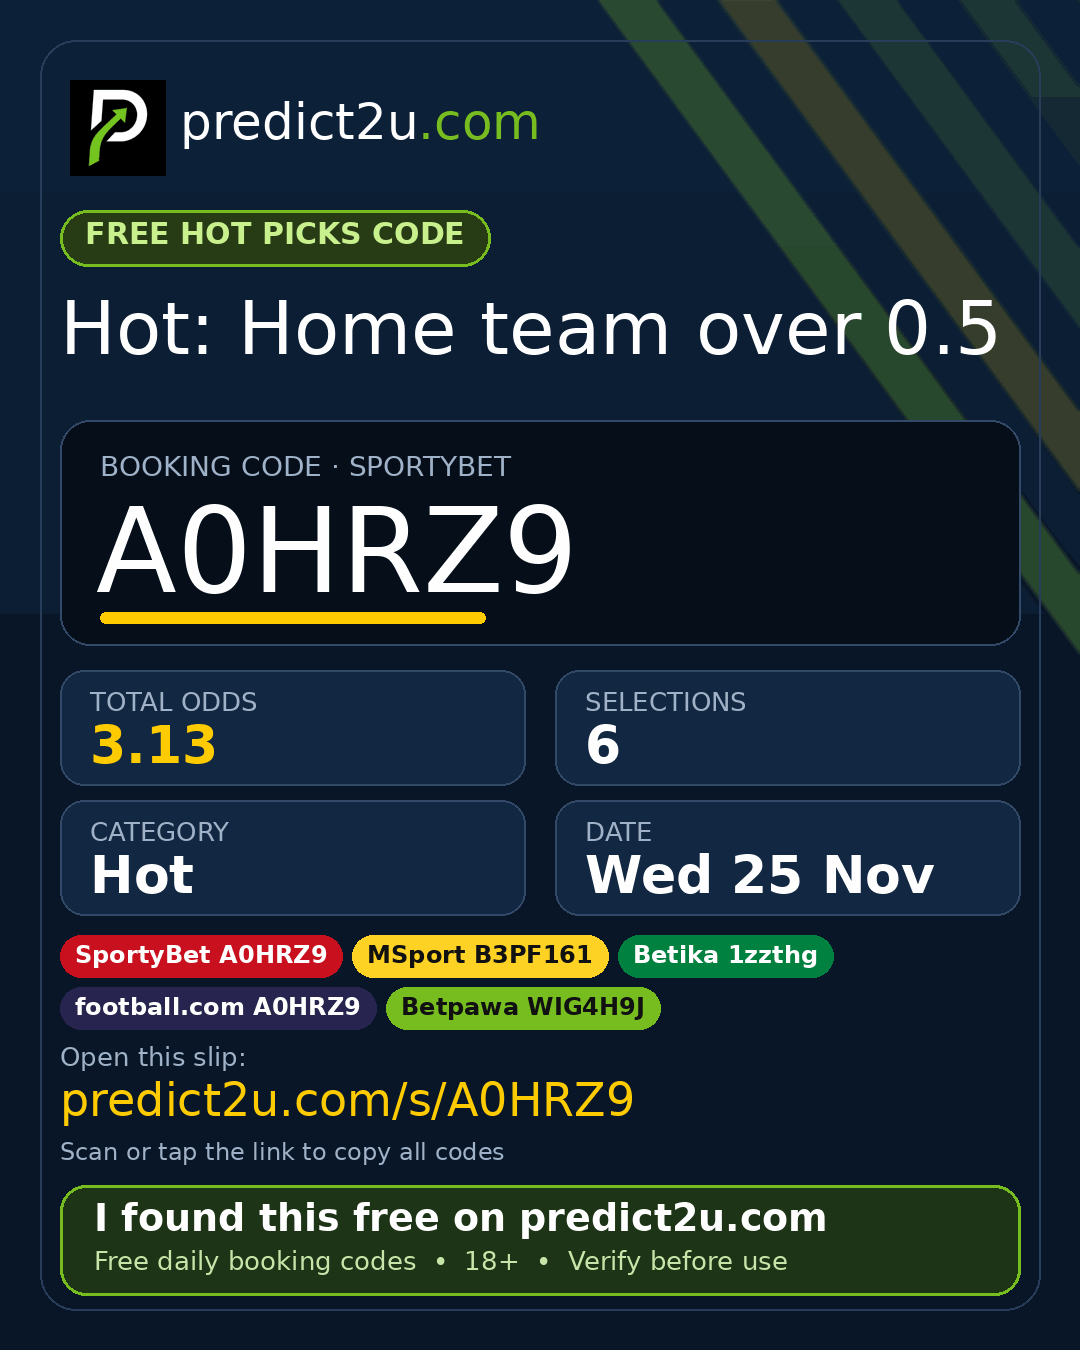 predict2u.com
FREE HOT PICKS CODE
Hot: Home team over 0.5
BOOKING CODE · SPORTYBET
A0HRZ9
TOTAL ODDS
3.13
SELECTIONS
6
CATEGORY
Hot
DATE
Wed 25 Nov
SportyBet A0HRZ9 MSport B3PF161 Betika 1zzthg
football.com A0HRZ9 Betpawa WIG4H9J
Open this slip:
predict2u.com/s/A0HRZ9
Scan or tap the link to copy all codes
I found this free on predict2u.com
Free daily booking codes • 18+ • Verify before use